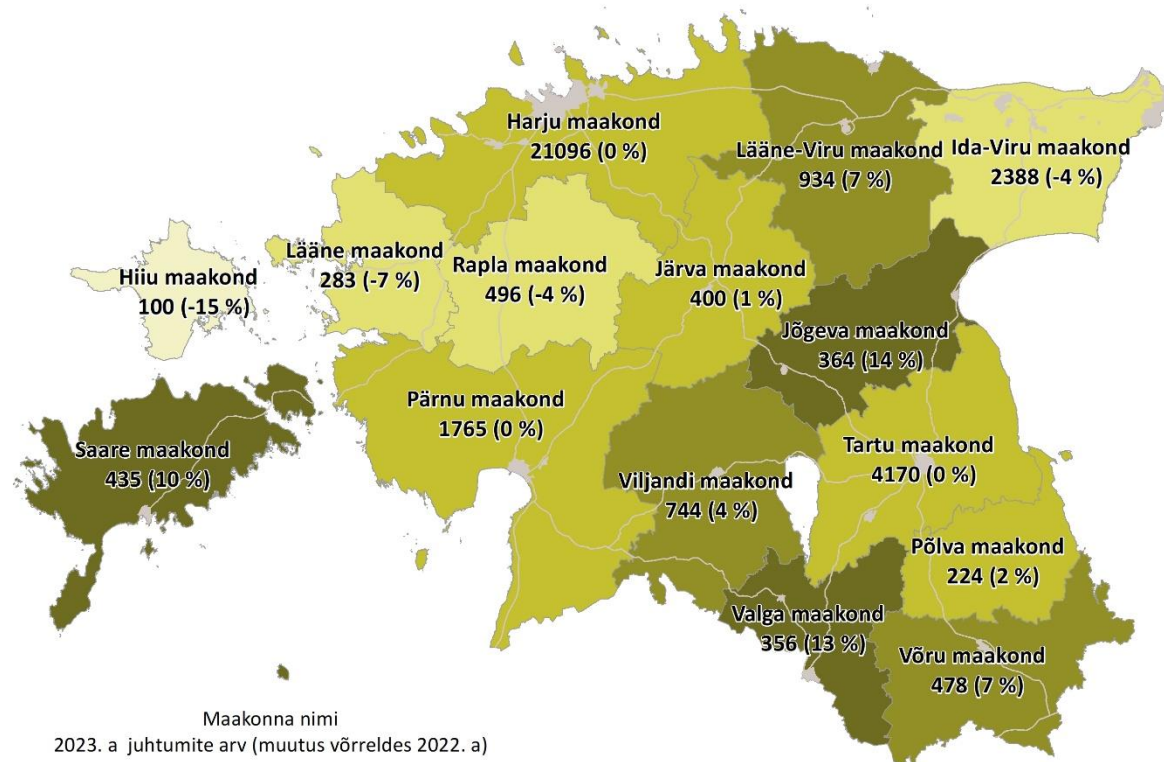 Harju maakond
21096 (0 %)
Lääne-Viru maakond
934 (7 %)
Ida-Viru maakond
2388 (-4 %)
Hiiu maakond
100 (-15 %)
Lääne maakond
283 (-7 %)
Rapla maakond
496 (-4 %)
Järva maakond
400 (1 %)
Jõgeva maakond
364 (14 %)
Saare maakond
435 (10 %)
Pärnu maakond
1765 (0 %)
Viljandi maakond
744 (4 %)
Tartu maakond
4170 (0 %)
Põlva maakond
224 (2 %)
Valga maakond
356 (13 %)
Võru maakond
478 (7 %)
Maakonna nimi
2023. a juhtumite arv (muutus võrreldes 2022. a)